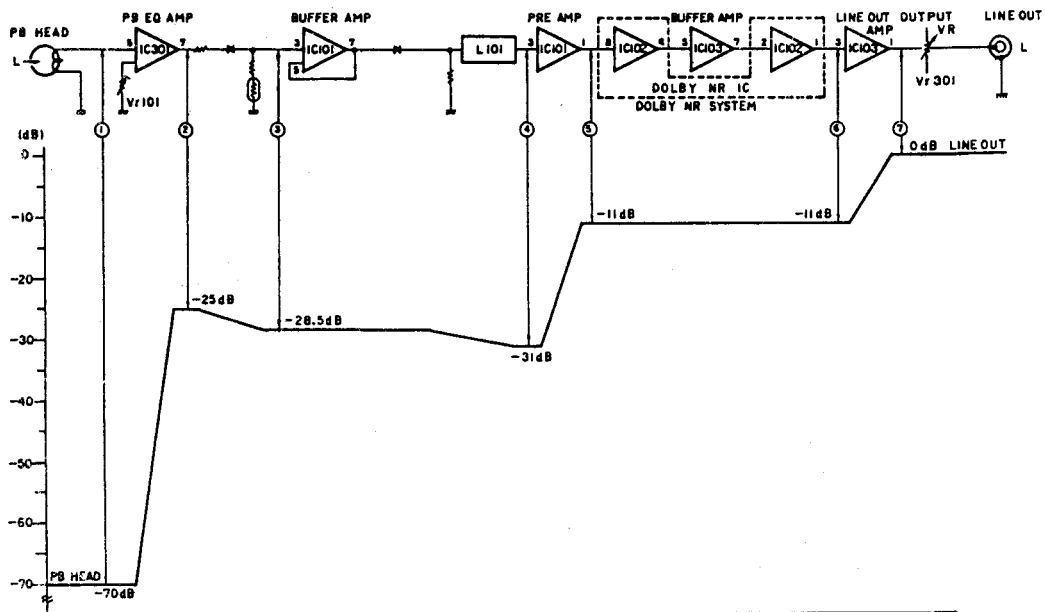 PB HEAD
PB EQ AMP
BUFFER AMP
PRE AMP
BUFFER AMP
LINE OUT AMP
OUTPUT VR
LINE OUT
L
IC301
7
Vr101
3
IC101
7
5
L101
3
IC101
1
8
IC102
6
5
IC103
7
2
IC102
1
3
IC103
1
Vr301
L
DOLBY NR IC
DOLBY NR SYSTEM
1
2
3
4
5
6
7
(dB)
0
0dB LINE OUT
-10
-11dB
-11dB
-20
-25dB
-28.5dB
-30
-31dB
-40
-50
-60
PB HEAD
-70
-70dB